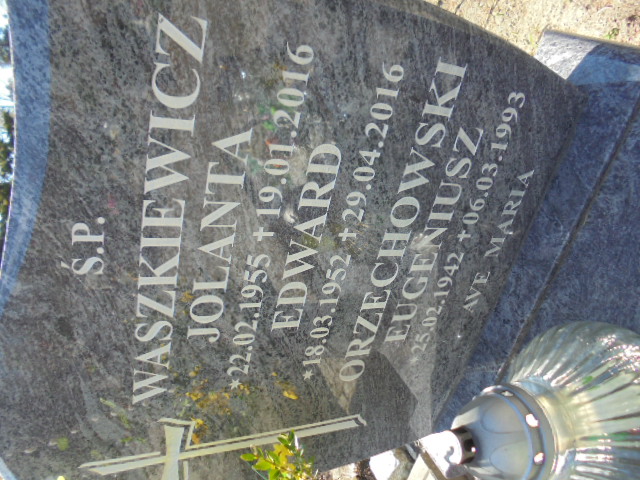 Ś.P.
WASZKIEWICZ
JOLANTA
*22.02.1955 +19.01.2016
EDWARD
*18.03.1952 +29.04.2016
ORZECHOWSKI
EUGENIUSZ
*25.02.1942 +06.03.1993
AVE MARIA